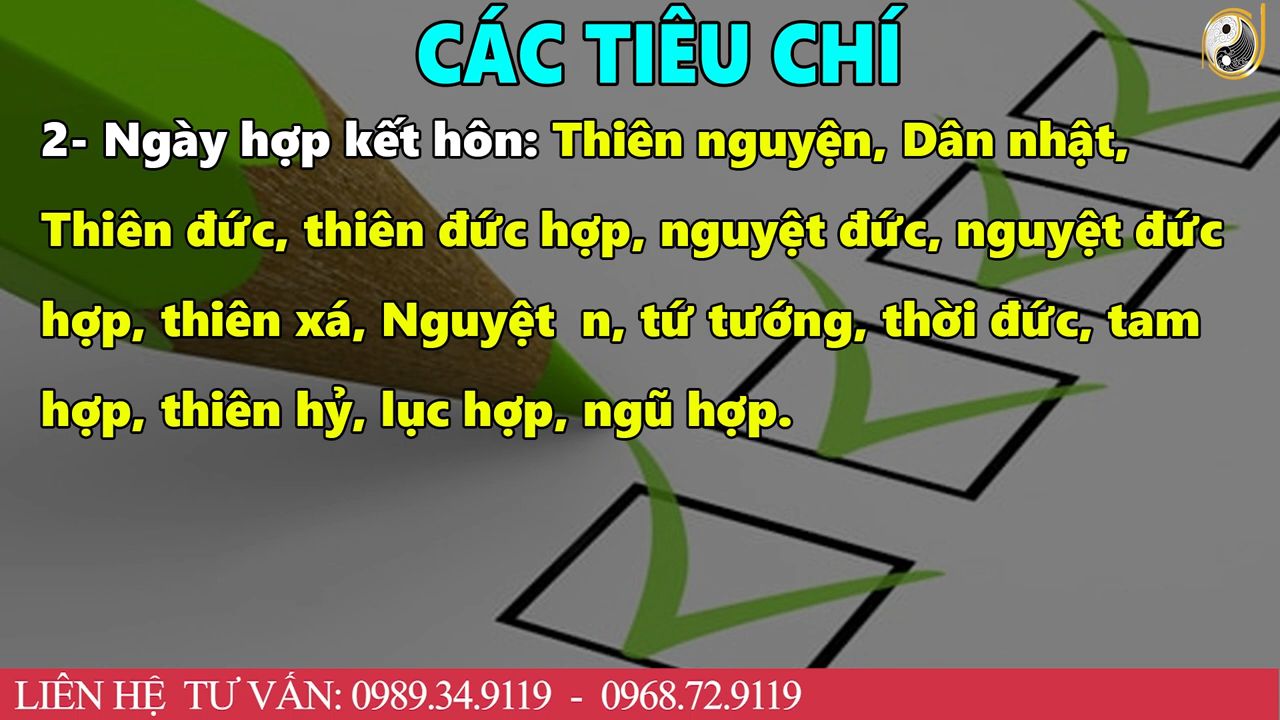 CÁC TIÊU CHÍ
2- Ngày hợp kết hôn: Thiên nguyện, Dân nhật,
Thiên đức, thiên đức hợp, nguyệt đức, nguyệt đức
hợp, thiên xá, Nguyệt n, tứ tướng, thời đức, tam
hợp, thiên hỷ, lục hợp, ngũ hợp.
LIÊN HỆ TƯ VẤN: 0989.34.9119 - 0968.72.9119